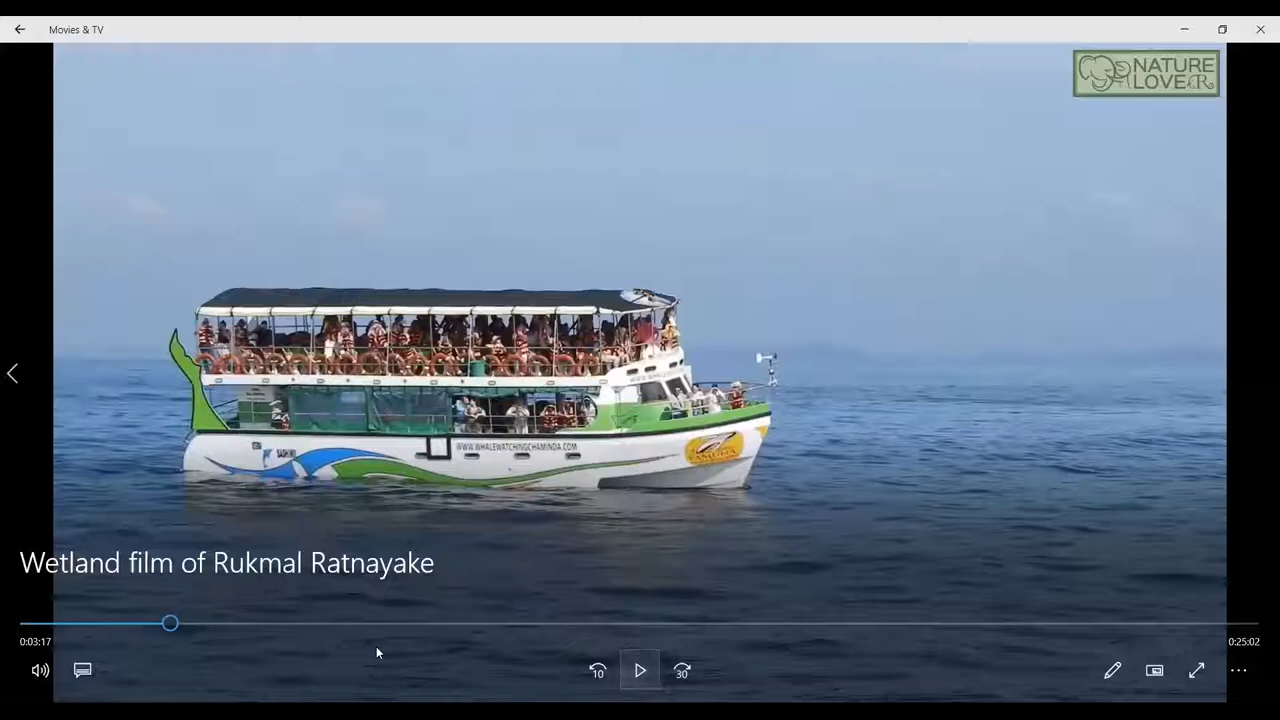 Movies & TV
NATURE
LOVER
WWW.WHALEWATCHINGCHAMINDA.COM
Wetland film of Rukmal Ratnayake
0:03:17
0:25:02
10
30